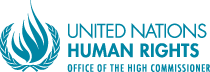 UNITED NATIONS
HUMAN RIGHTS
OFFICE OF THE HIGH COMMISSIONER